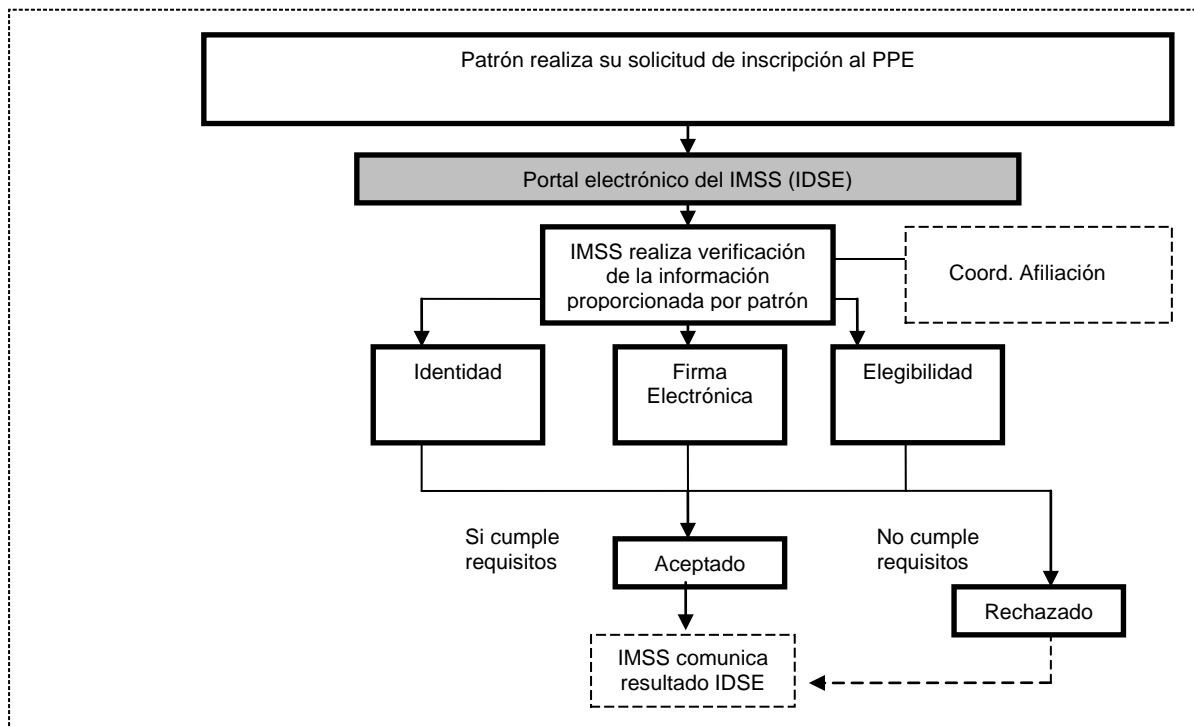 Patrón realiza su solicitud de inscripción al PPE
Portal electrónico del IMSS (IDSE)
IMSS realiza verificación
de la información
proporcionada por patrón
Coord. Afiliación
Identidad
Firma
Electrónica
Elegibilidad
Si cumple
requisitos
No cumple
requisitos
Aceptado
Rechazado
IMSS comunica
resultado IDSE